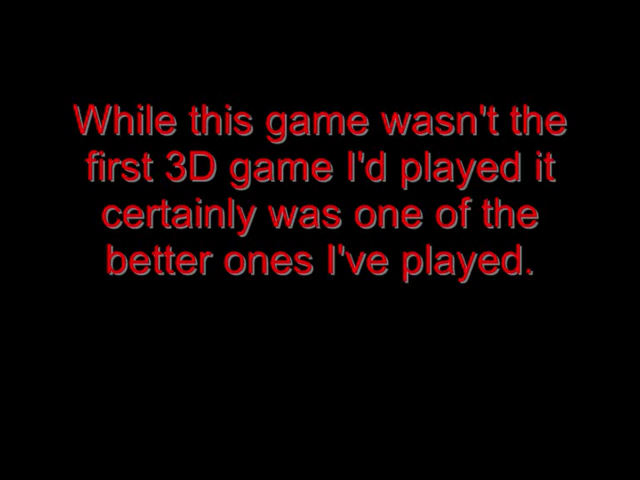 While this game wasn't the
first 3D game I'd played it
certainly was one of the
better ones I've played.